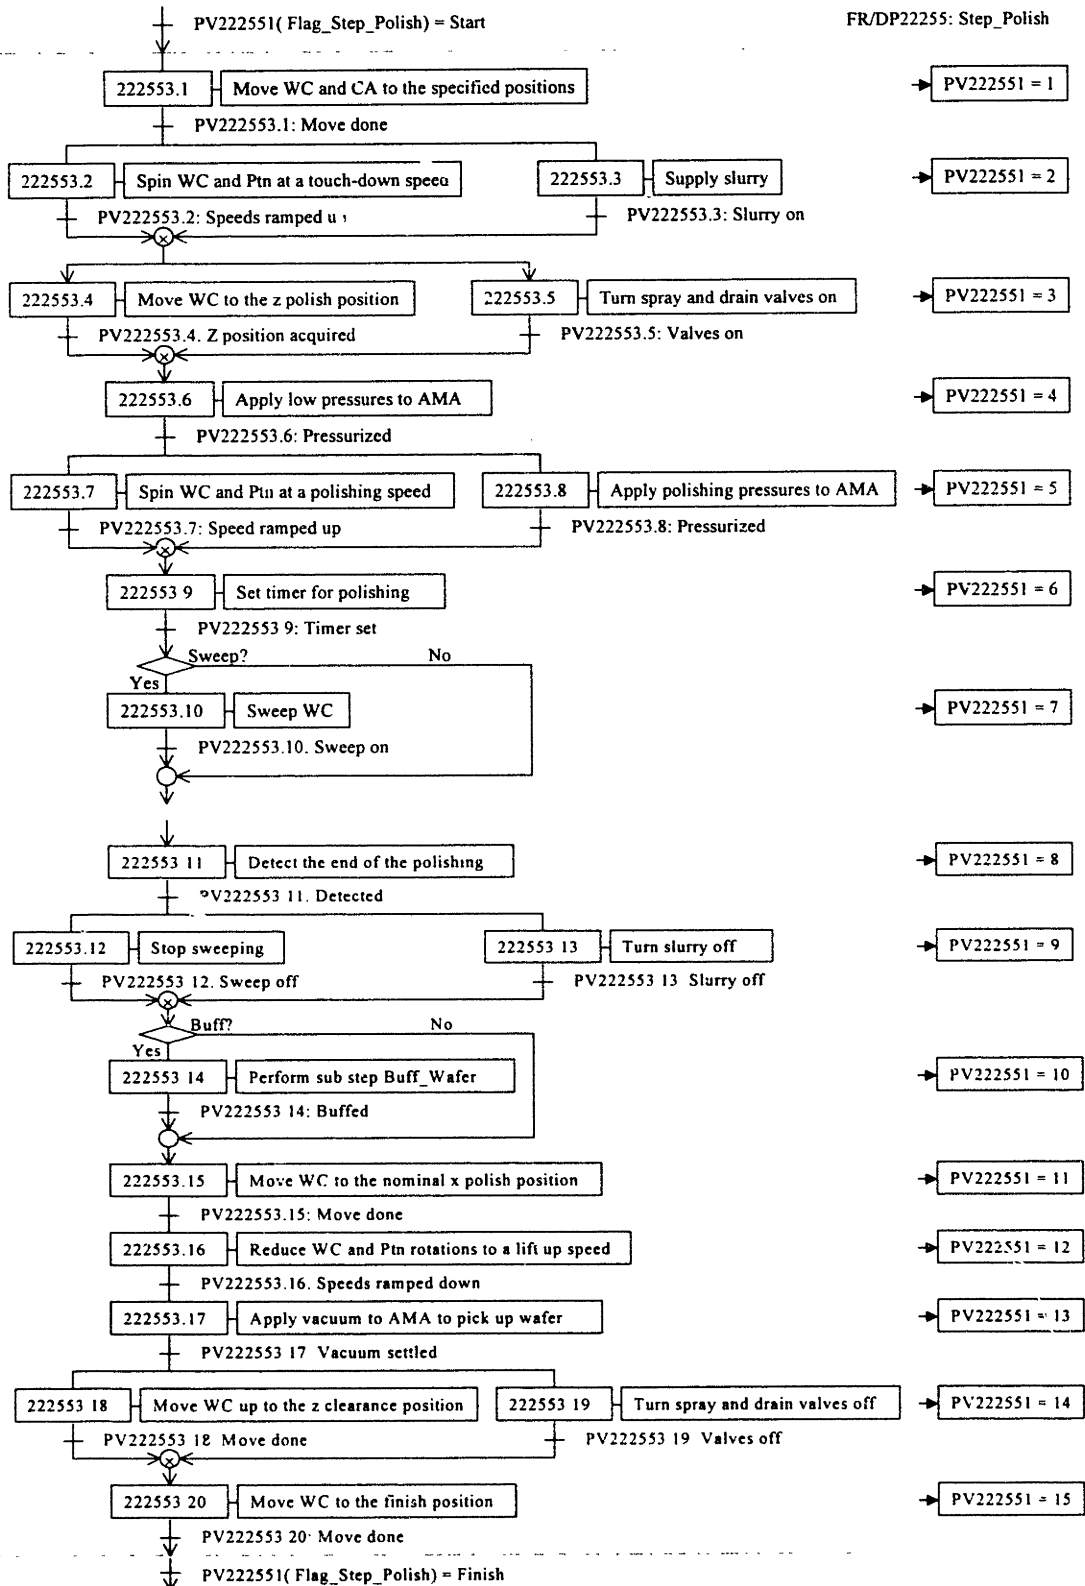 PV222551( Flag_Step_Polish) = Start
FR/DP22255: Step_Polish
222553.1 Move WC and CA to the specified positions PV222551 = 1
PV222553.1: Move done
222553.2 Spin WC and Ptn at a touch-down speed 222553.3 Supply slurry PV222551 = 2
PV222553.2: Speeds ramped PV222553.3: Slurry on
222553.4 Move WC to the z polish position 222553.5 Turn spray and drain valves on PV222551 = 3
PV222553.4. Z position acquired PV222553.5: Valves on
222553.6 Apply low pressures to AMA PV222551 = 4
PV222553.6: Pressurized
222553.7 Spin WC and Ptn at a polishing speed 222553.8 Apply polishing pressures to AMA PV222551 = 5
PV222553.7: Speed ramped up PV222553.8: Pressurized
222553 9 Set timer for polishing PV222551 = 6
PV222553 9: Timer set
Sweep? No
Yes
222553.10 Sweep WC PV222551 = 7
PV222553.10. Sweep on
222553 11 Detect the end of the polishing PV222551 = 8
PV222553 11. Detected
222553.12 Stop sweeping 222553 13 Turn slurry off PV222551 = 9
PV222553 12. Sweep off PV222553 13 Slurry off
Buff? No
Yes
222553 14 Perform sub step Buff_Wafer PV222551 = 10
PV222553 14: Buffed
222553.15 Move WC to the nominal x polish position PV222551 = 11
PV222553.15: Move done
222553.16 Reduce WC and Ptn rotations to a lift up speed PV222551 = 12
PV222553.16. Speeds ramped down
222553.17 Apply vacuum to AMA to pick up wafer PV222551 = 13
PV222553 17 Vacuum settled
222553 18 Move WC up to the z clearance position 222553 19 Turn spray and drain valves off PV222551 = 14
PV222553 18 Move done PV222553 19 Valves off
222553 20 Move WC to the finish position PV222551 = 15
PV222553 20· Move done
PV222551( Flag_Step_Polish) = Finish